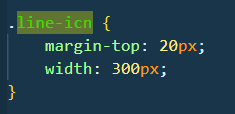 .line-icn {
    margin-top: 20px;
    width: 300px;
}